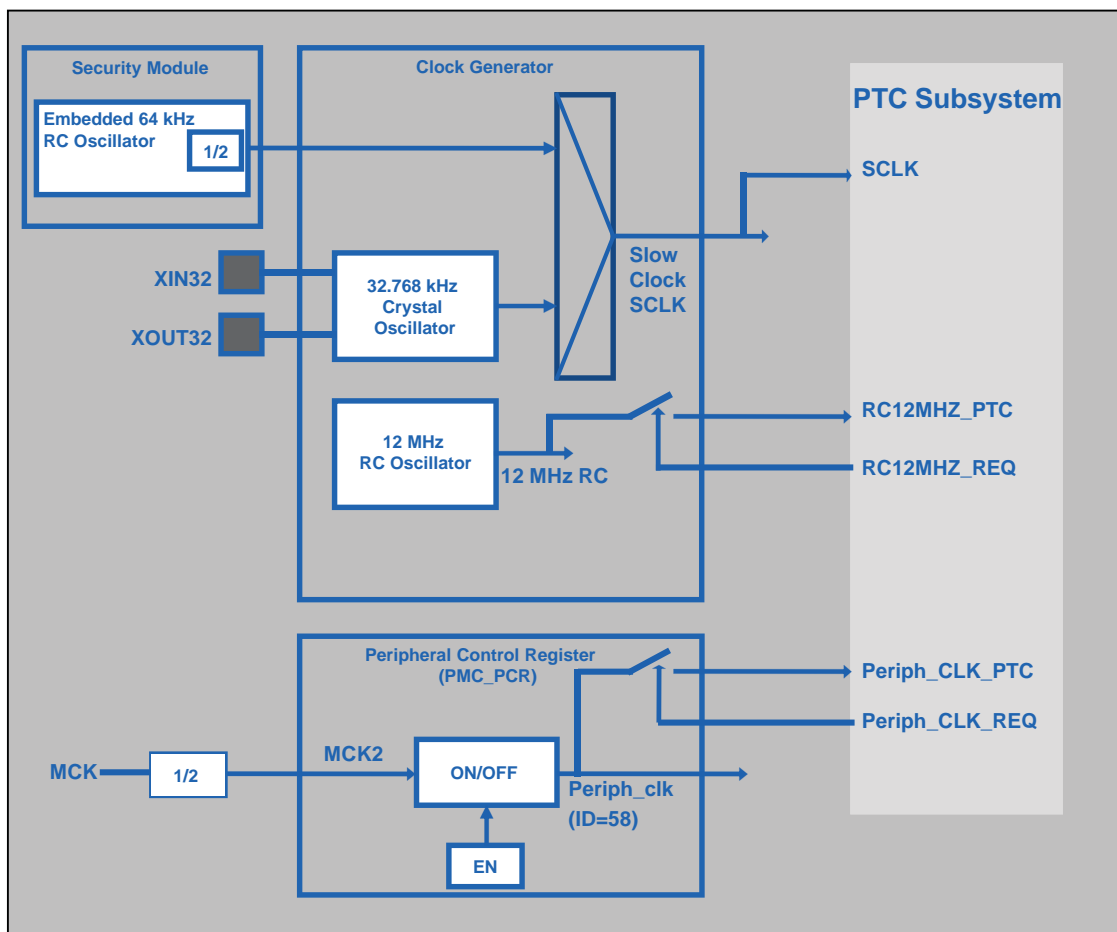 Security Module
Embedded 64 kHz
RC Oscillator
1/2
Clock Generator
PTC Subsystem
SCLK
XIN32
XOUT32
32.768 kHz
Crystal
Oscillator
Slow
Clock
SCLK
12 MHz
RC Oscillator
12 MHz RC
RC12MHZ_PTC
RC12MHZ_REQ
Peripheral Control Register
(PMC_PCR)
Periph_CLK_PTC
Periph_CLK_REQ
MCK
1/2
MCK2
ON/OFF
Periph_clk
(ID=58)
EN